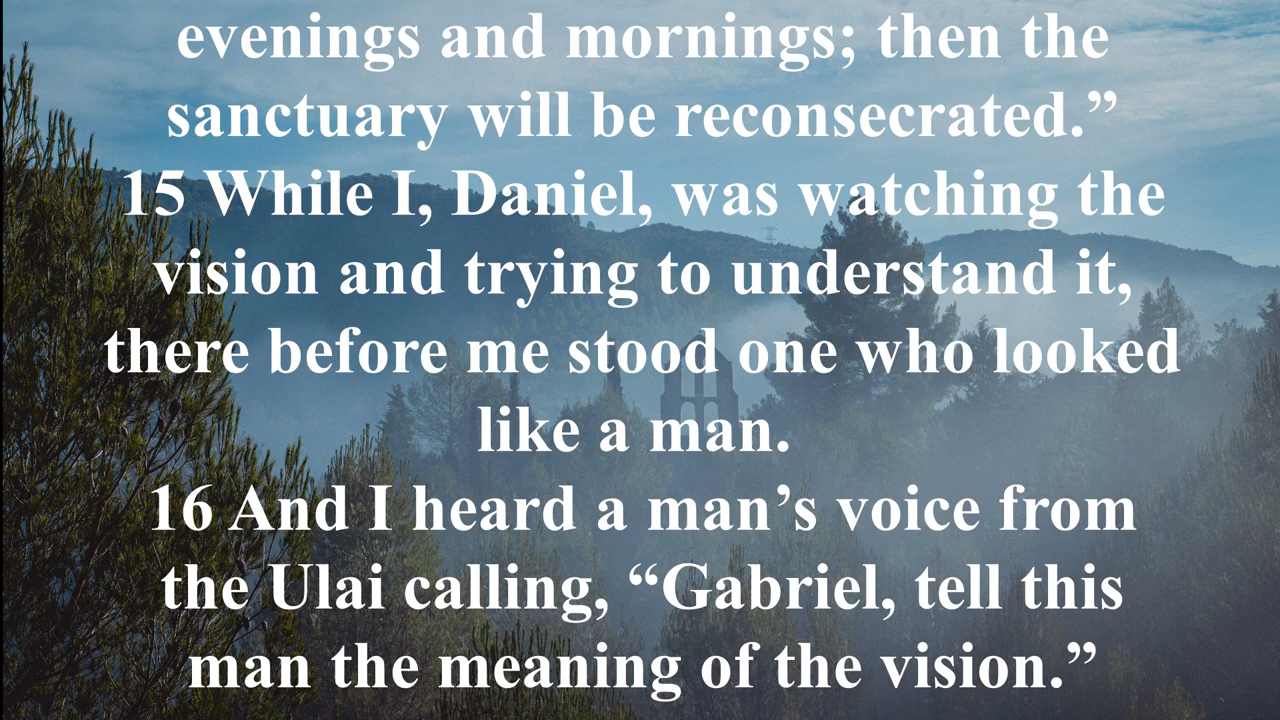 evenings and mornings; then the
sanctuary will be reconsecrated.”
15 While I, Daniel, was watching the
vision and trying to understand it,
there before me stood one who looked
like a man.
16 And I heard a man’s voice from
the Ulai calling, “Gabriel, tell this
man the meaning of the vision.”